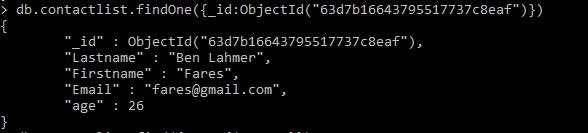 > db.contactlist.findOne({_id:ObjectId("63d7b16643795517737c8eaf")})
{
        "_id" : ObjectId("63d7b16643795517737c8eaf"),
        "Lastname" : "Ben Lahmer",
        "Firstname" : "Fares",
        "Email" : "fares@gmail.com",
        "age" : 26
}